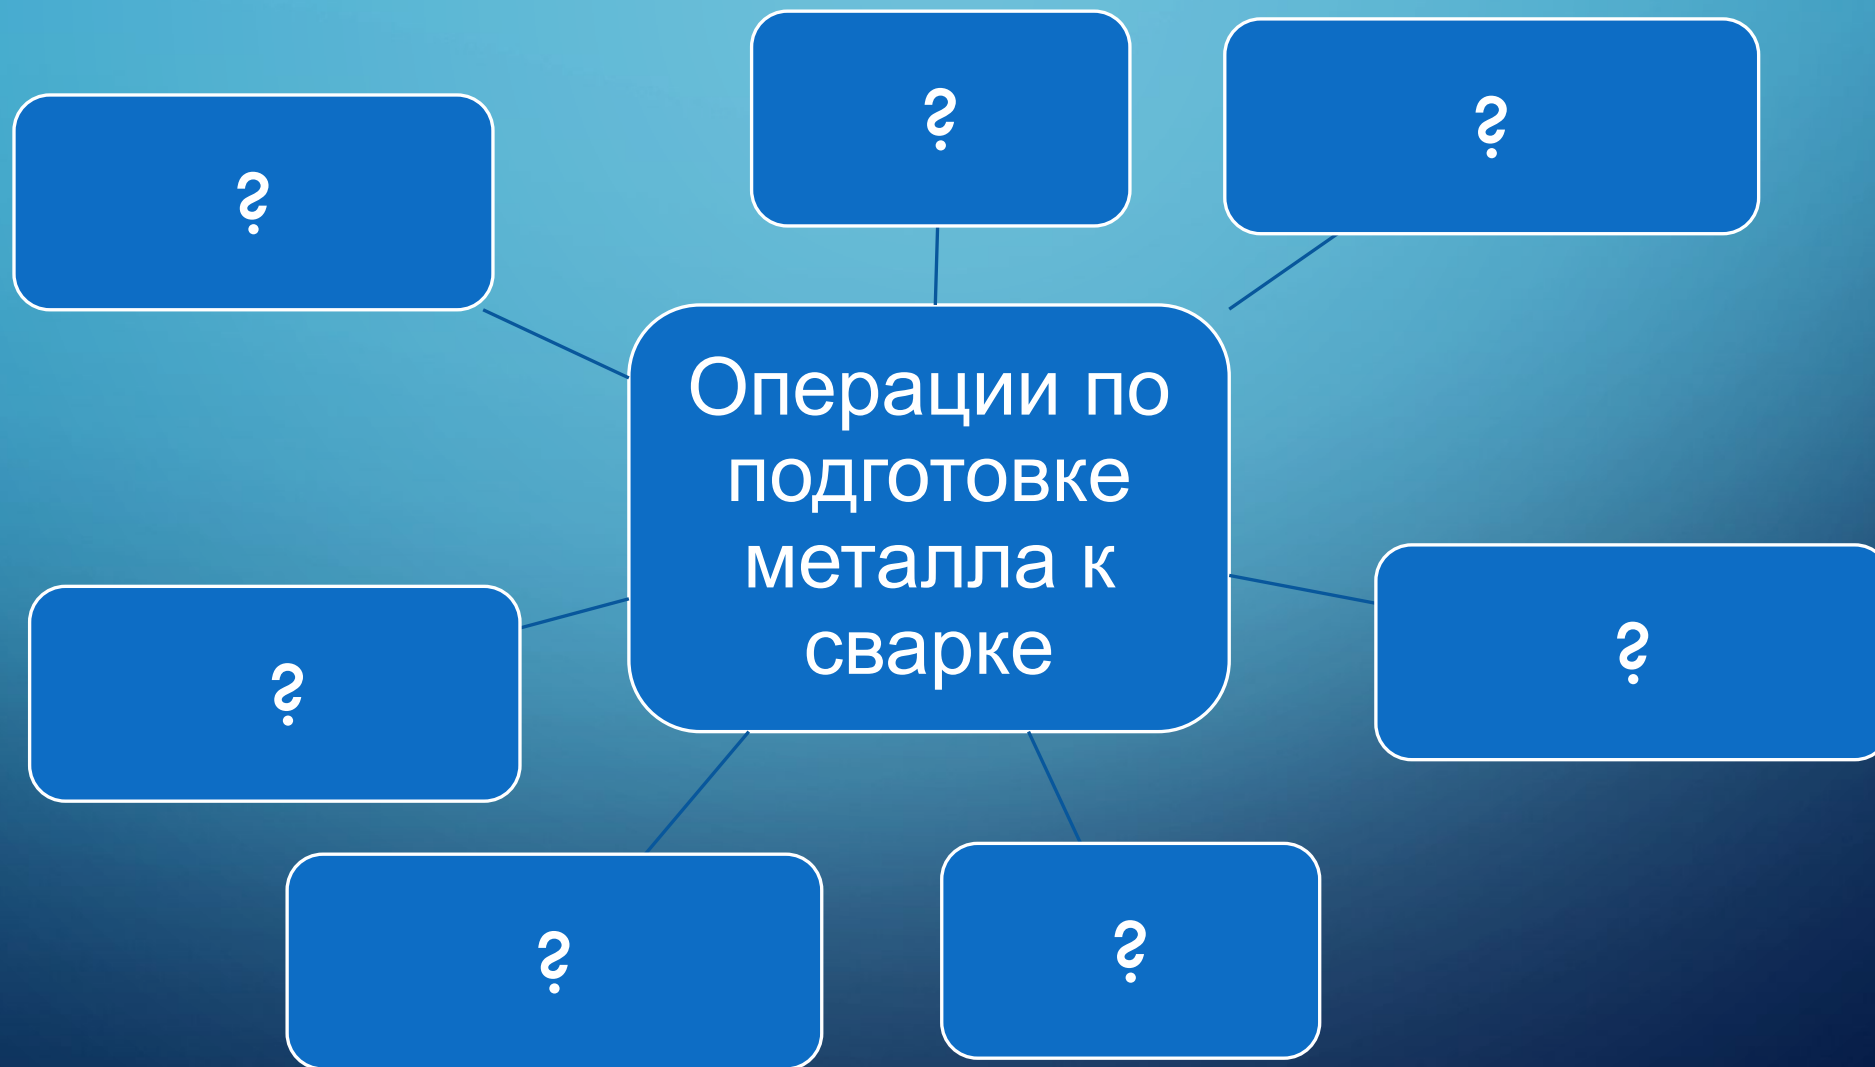 ?
?
?
Операции по
подготовке
металла к
сварке
?
?
?
?